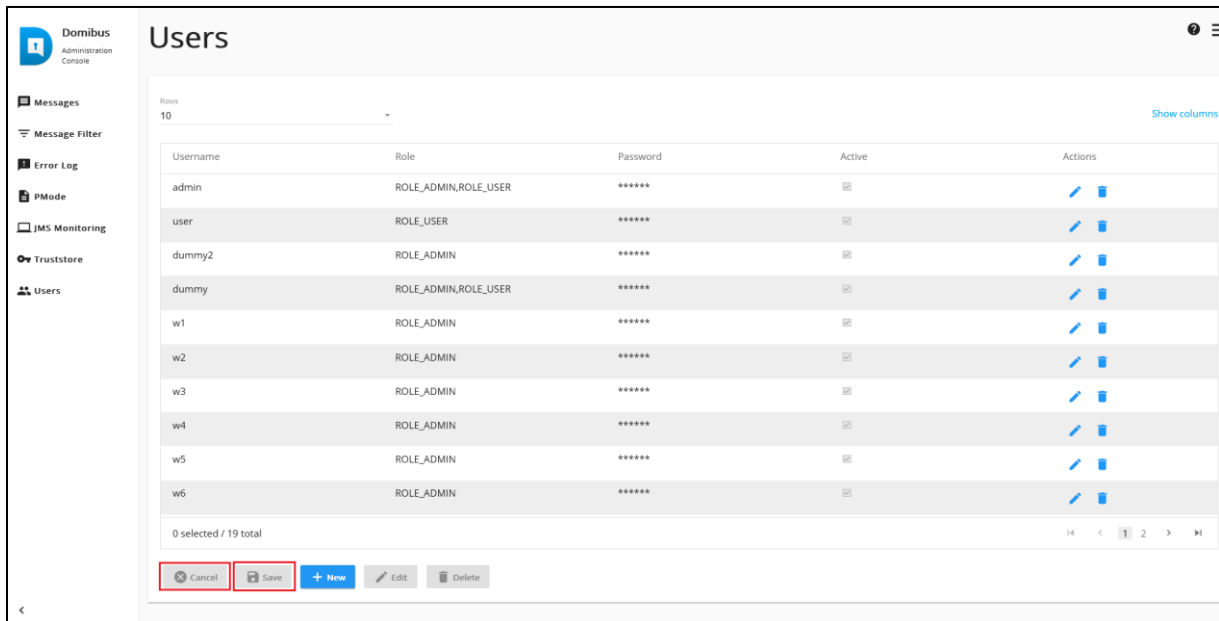 Domibus
Administration
Console
Messages
Message Filter
Error Log
PMode
JMS Monitoring
Truststore
Users
Users
Rows
10
Show columns
Username Role Password Active Actions
admin ROLE_ADMIN,ROLE_USER ******
user ROLE_USER ******
dummy2 ROLE_ADMIN ******
dummy ROLE_ADMIN,ROLE_USER ******
w1 ROLE_ADMIN ******
w2 ROLE_ADMIN ******
w3 ROLE_ADMIN ******
w4 ROLE_ADMIN ******
w5 ROLE_ADMIN ******
w6 ROLE_ADMIN ******
0 selected / 19 total 1 2
Cancel Save + New Edit Delete